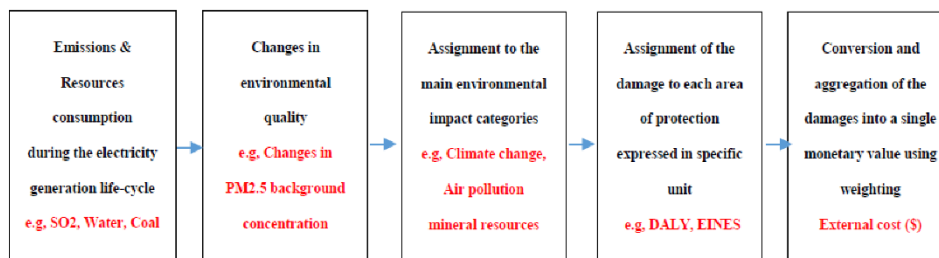 Emissions &
Resources
consumption
during the electricity
generation life-cycle
e.g, SO2, Water, Coal
Changes in
environmental
quality
e.g, Changes in
PM2.5 background
concentration
Assignment to the
main environmental
impact categories
e.g, Climate change,
Air pollution
mineral resources
Assignment of the
damage to each area
of protection
expressed in specific
unit
e.g, DALY, EINES
Conversion and
aggregation of the
damages into a single
monetary value using
weighting
External cost ($)